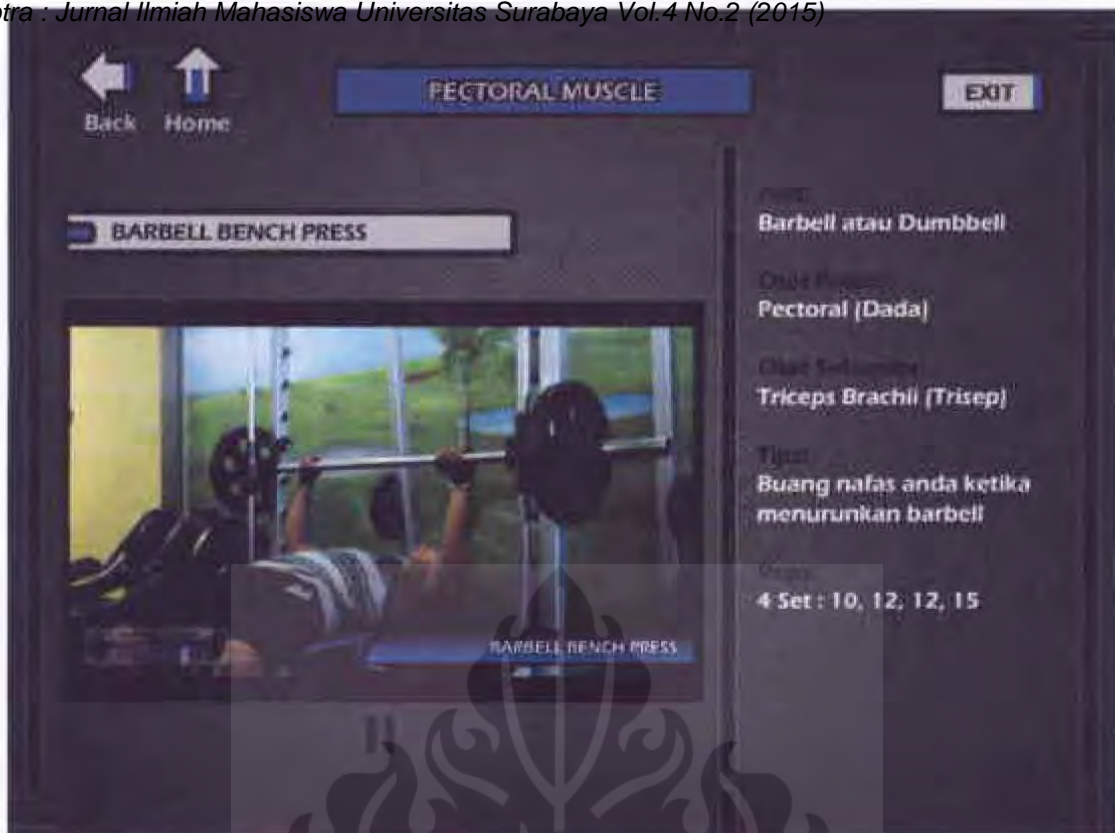 : Jurnal Ilmiah Mahasiswa Universitas Surabaya Vol.4 No.2 (2015)
Back Home
PECTORAL MUSCLE
EXIT
BARBELL BENCH PRESS
BARBELL BENCH PRESS
Barbell atau Dumbbell
Pectoral (Dada)
Triceps Brachii (Trisep)
Buang nafas anda ketika
menurunkan barbell
4 Set : 10, 12, 12, 15